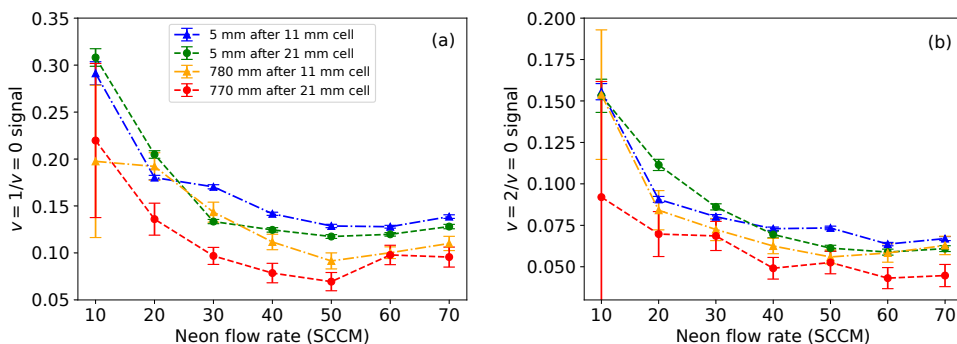 (a)
5 mm after 11 mm cell
5 mm after 21 mm cell
780 mm after 11 mm cell
770 mm after 21 mm cell
v=1/v=0 signal
0.35
0.30
0.25
0.20
0.15
0.10
0.05
10 20 30 40 50 60 70
Neon flow rate (SCCM)
(b)
v=2/v=0 signal
0.200
0.175
0.150
0.125
0.100
0.075
0.050
10 20 30 40 50 60 70
Neon flow rate (SCCM)